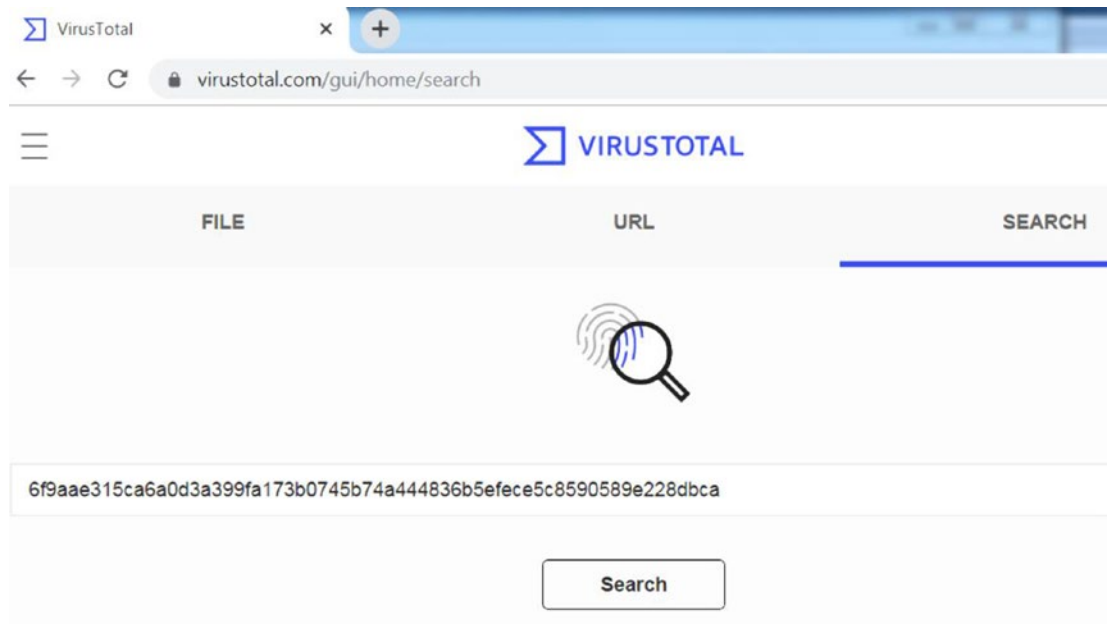 VirusTotal
virustotal.com/gui/home/search
VIRUSTOTAL
FILE URL SEARCH
6f9aae315ca6a0d3a399fa173b0745b74a444836b5efece5c8590589e228dbca
Search